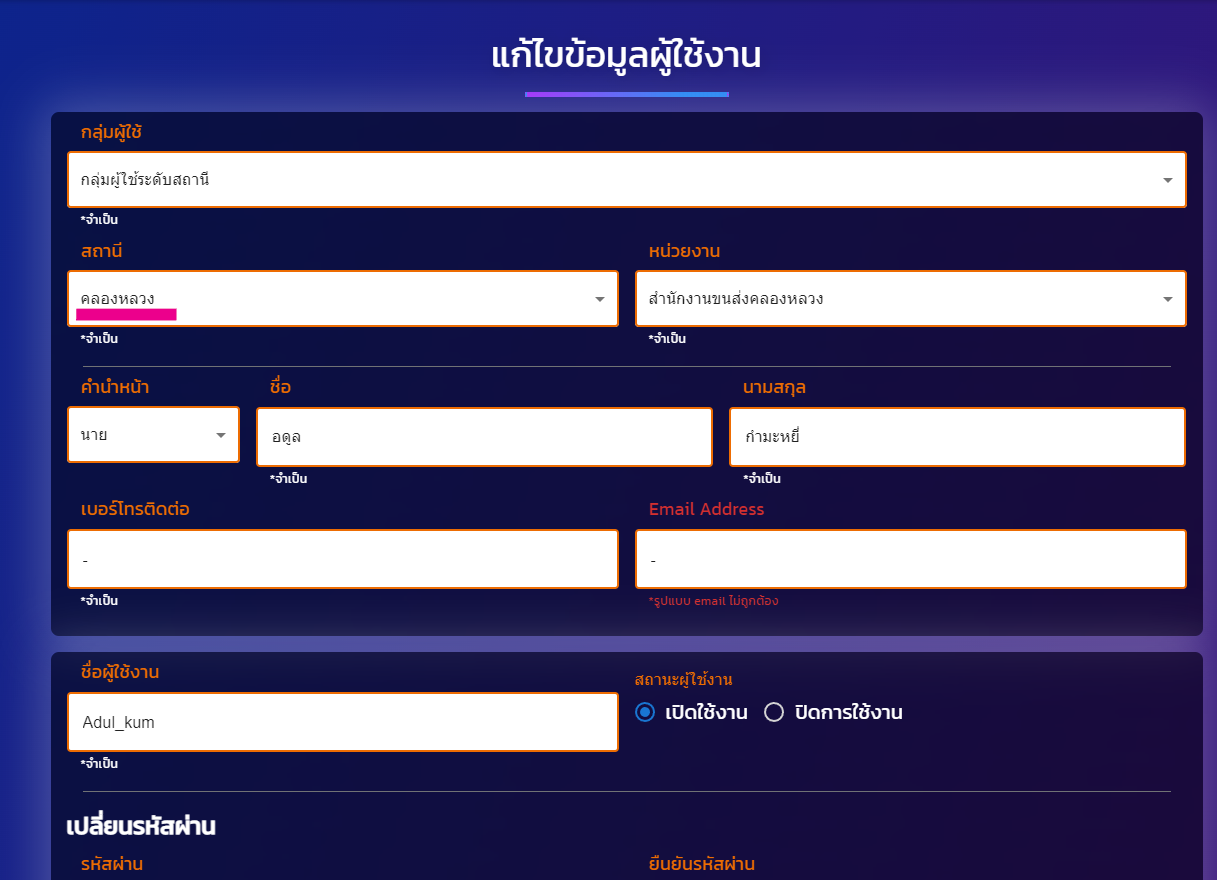 แก้ไขข้อมูลผู้ใช้งาน
กลุ่มผู้ใช้
กลุ่มผู้ใช้ระดับสถานี
*จำเป็น
สถานี หน่วยงาน
คลองหลวง สำนักงานขนส่งคลองหลวง
*จำเป็น *จำเป็น
คำนำหน้า ชื่อ นามสกุล
นาย อดูล กำมะหยี่
*จำเป็น *จำเป็น
เบอร์โทรติดต่อ Email Address
- -
*จำเป็น *รูปแบบ email ไม่ถูกต้อง
ชื่อผู้ใช้งาน สถานะผู้ใช้งาน
Adul_kum เปิดใช้งาน ปิดการใช้งาน
*จำเป็น
เปลี่ยนรหัสผ่าน
รหัสผ่าน ยืนยันรหัสผ่าน